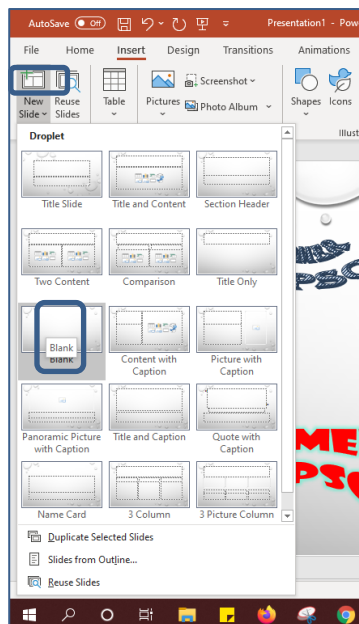 AutoSave Off Presentation1 - Pow
File Home Insert Design Transitions Animations
New Slide
Reuse Slides
Table
Pictures
Screenshot
Photo Album
Shapes
Icons
Illust
Droplet
Title Slide Title and Content Section Header
Two Content Comparison Title Only
Blank
Blank Content with Caption Picture with Caption
Panoramic Picture with Caption Title and Caption Quote with Caption
Name Card 3 Column 3 Picture Column
Duplicate Selected Slides
Slides from Outline...
Reuse Slides
ME
PS